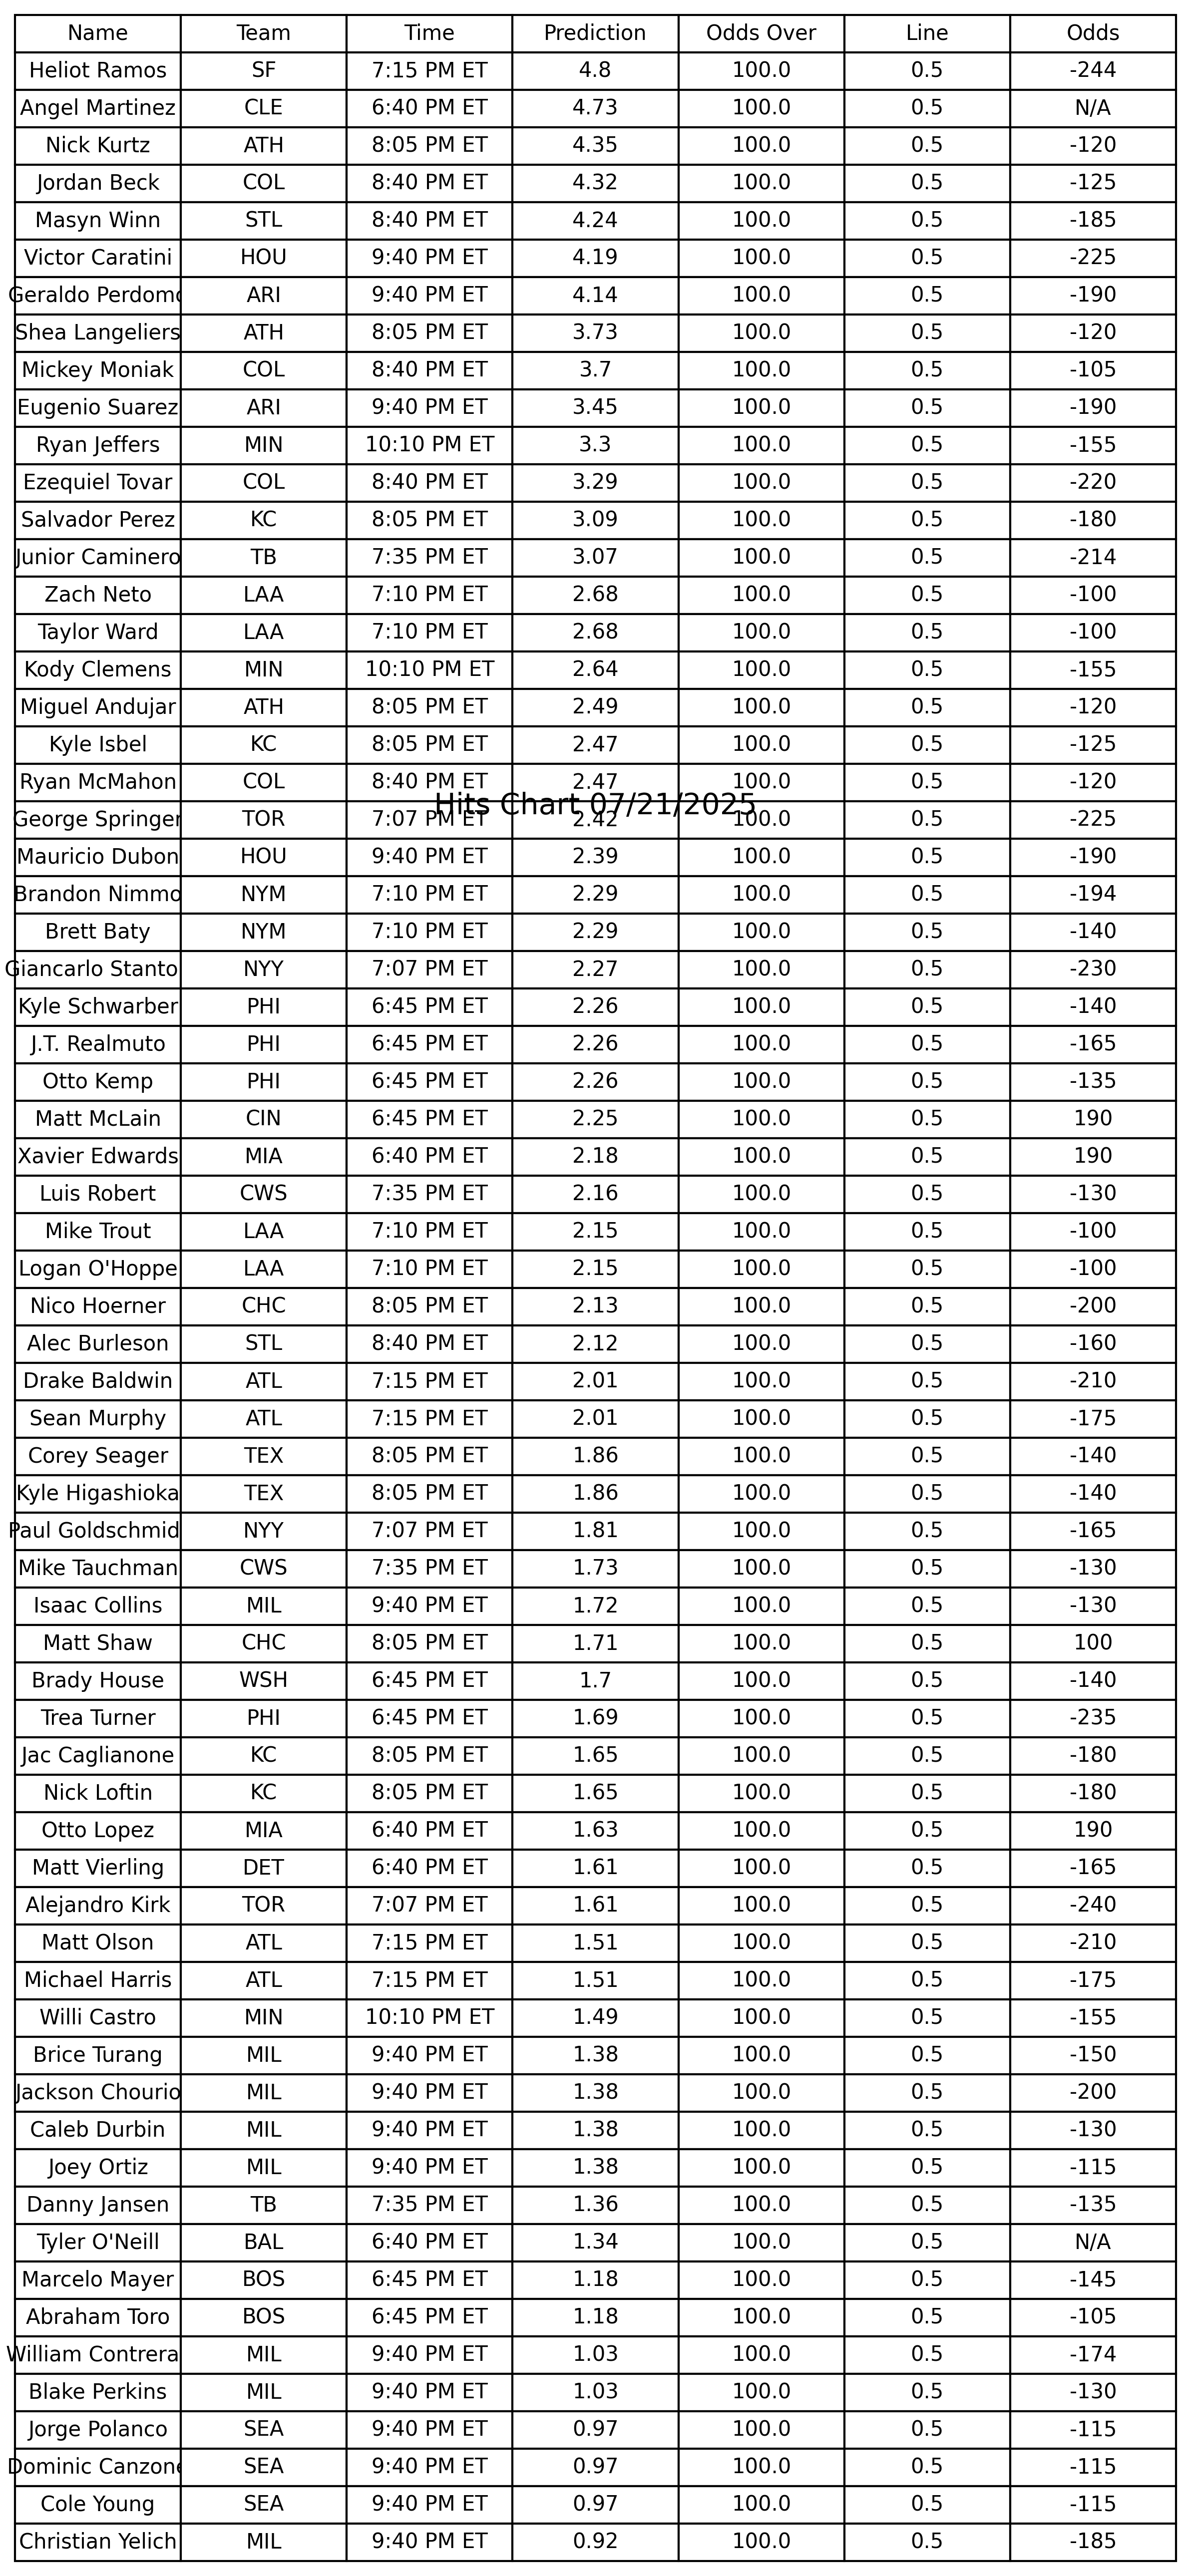 Name Team Time Prediction Odds Over Line Odds
Heliot Ramos SF 7:15 PM ET 4.8 100.0 0.5 -244
Angel Martinez CLE 6:40 PM ET 4.73 100.0 0.5 N/A
Nick Kurtz ATH 8:05 PM ET 4.35 100.0 0.5 -120
Jordan Beck COL 8:40 PM ET 4.32 100.0 0.5 -125
Masyn Winn STL 8:40 PM ET 4.24 100.0 0.5 -185
Victor Caratini HOU 9:40 PM ET 4.19 100.0 0.5 -225
Geraldo Perdomo ARI 9:40 PM ET 4.14 100.0 0.5 -190
Shea Langeliers ATH 8:05 PM ET 3.73 100.0 0.5 -120
Mickey Moniak COL 8:40 PM ET 3.7 100.0 0.5 -105
Eugenio Suarez ARI 9:40 PM ET 3.45 100.0 0.5 -190
Ryan Jeffers MIN 10:10 PM ET 3.3 100.0 0.5 -155
Ezequiel Tovar COL 8:40 PM ET 3.29 100.0 0.5 -220
Salvador Perez KC 8:05 PM ET 3.09 100.0 0.5 -180
Junior Caminero TB 7:35 PM ET 3.07 100.0 0.5 -214
Zach Neto LAA 7:10 PM ET 2.68 100.0 0.5 -100
Taylor Ward LAA 7:10 PM ET 2.68 100.0 0.5 -100
Kody Clemens MIN 10:10 PM ET 2.64 100.0 0.5 -155
Miguel Andujar ATH 8:05 PM ET 2.49 100.0 0.5 -120
Kyle Isbel KC 8:05 PM ET 2.47 100.0 0.5 -125
Ryan McMahon COL 8:40 PM ET 2.47 100.0 0.5 -120
Hits Chart 07/21/2025
George Springer TOR 7:07 PM ET 2.42 100.0 0.5 -225
Mauricio Dubon HOU 9:40 PM ET 2.39 100.0 0.5 -190
Brandon Nimmo NYM 7:10 PM ET 2.29 100.0 0.5 -194
Brett Baty NYM 7:10 PM ET 2.29 100.0 0.5 -140
Giancarlo Stanto NYY 7:07 PM ET 2.27 100.0 0.5 -230
Kyle Schwarber PHI 6:45 PM ET 2.26 100.0 0.5 -140
J.T. Realmuto PHI 6:45 PM ET 2.26 100.0 0.5 -165
Otto Kemp PHI 6:45 PM ET 2.26 100.0 0.5 -135
Matt McLain CIN 6:45 PM ET 2.25 100.0 0.5 190
Xavier Edwards MIA 6:40 PM ET 2.18 100.0 0.5 190
Luis Robert CWS 7:35 PM ET 2.16 100.0 0.5 -130
Mike Trout LAA 7:10 PM ET 2.15 100.0 0.5 -100
Logan O'Hoppe LAA 7:10 PM ET 2.15 100.0 0.5 -100
Nico Hoerner CHC 8:05 PM ET 2.13 100.0 0.5 -200
Alec Burleson STL 8:40 PM ET 2.12 100.0 0.5 -160
Drake Baldwin ATL 7:15 PM ET 2.01 100.0 0.5 -210
Sean Murphy ATL 7:15 PM ET 2.01 100.0 0.5 -175
Corey Seager TEX 8:05 PM ET 1.86 100.0 0.5 -140
Kyle Higashioka TEX 8:05 PM ET 1.86 100.0 0.5 -140
Paul Goldschmid NYY 7:07 PM ET 1.81 100.0 0.5 -165
Mike Tauchman CWS 7:35 PM ET 1.73 100.0 0.5 -130
Isaac Collins MIL 9:40 PM ET 1.72 100.0 0.5 -130
Matt Shaw CHC 8:05 PM ET 1.71 100.0 0.5 100
Brady House WSH 6:45 PM ET 1.7 100.0 0.5 -140
Trea Turner PHI 6:45 PM ET 1.69 100.0 0.5 -235
Jac Caglianone KC 8:05 PM ET 1.65 100.0 0.5 -180
Nick Loftin KC 8:05 PM ET 1.65 100.0 0.5 -180
Otto Lopez MIA 6:40 PM ET 1.63 100.0 0.5 190
Matt Vierling DET 6:40 PM ET 1.61 100.0 0.5 -165
Alejandro Kirk TOR 7:07 PM ET 1.61 100.0 0.5 -240
Matt Olson ATL 7:15 PM ET 1.51 100.0 0.5 -210
Michael Harris ATL 7:15 PM ET 1.51 100.0 0.5 -175
Willi Castro MIN 10:10 PM ET 1.49 100.0 0.5 -155
Brice Turang MIL 9:40 PM ET 1.38 100.0 0.5 -150
Jackson Chourio MIL 9:40 PM ET 1.38 100.0 0.5 -200
Caleb Durbin MIL 9:40 PM ET 1.38 100.0 0.5 -130
Joey Ortiz MIL 9:40 PM ET 1.38 100.0 0.5 -115
Danny Jansen TB 7:35 PM ET 1.36 100.0 0.5 -135
Tyler O'Neill BAL 6:40 PM ET 1.34 100.0 0.5 N/A
Marcelo Mayer BOS 6:45 PM ET 1.18 100.0 0.5 -145
Abraham Toro BOS 6:45 PM ET 1.18 100.0 0.5 -105
William Contrera MIL 9:40 PM ET 1.03 100.0 0.5 -174
Blake Perkins MIL 9:40 PM ET 1.03 100.0 0.5 -130
Jorge Polanco SEA 9:40 PM ET 0.97 100.0 0.5 -115
Dominic Canzone SEA 9:40 PM ET 0.97 100.0 0.5 -115
Cole Young SEA 9:40 PM ET 0.97 100.0 0.5 -115
Christian Yelich MIL 9:40 PM ET 0.92 100.0 0.5 -185